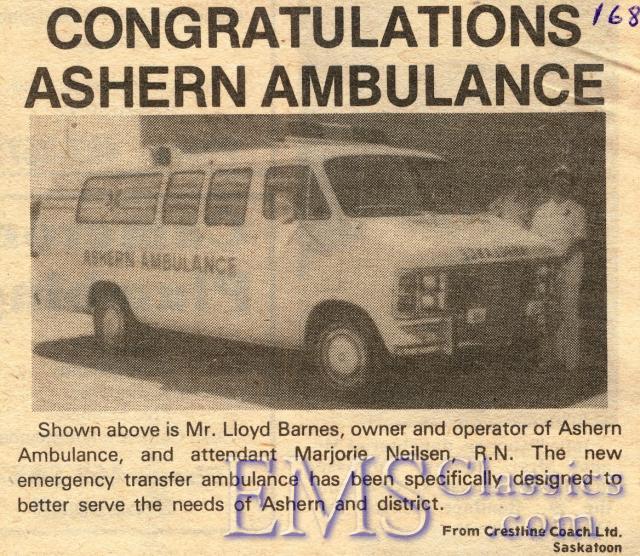 168
CONGRATULATIONS
ASHERN AMBULANCE
ASHERN AMBULANCE
AMBULANCE
Shown above is Mr. Lloyd Barnes, owner and operator of Ashern
Ambulance, and attendant Marjorie Neilsen, R.N. The new
emergency transfer ambulance has been specifically designed to
better serve the needs of Ashern and district.
EMSClassics
.com
From Crestline Coach Ltd.
Saskatoon